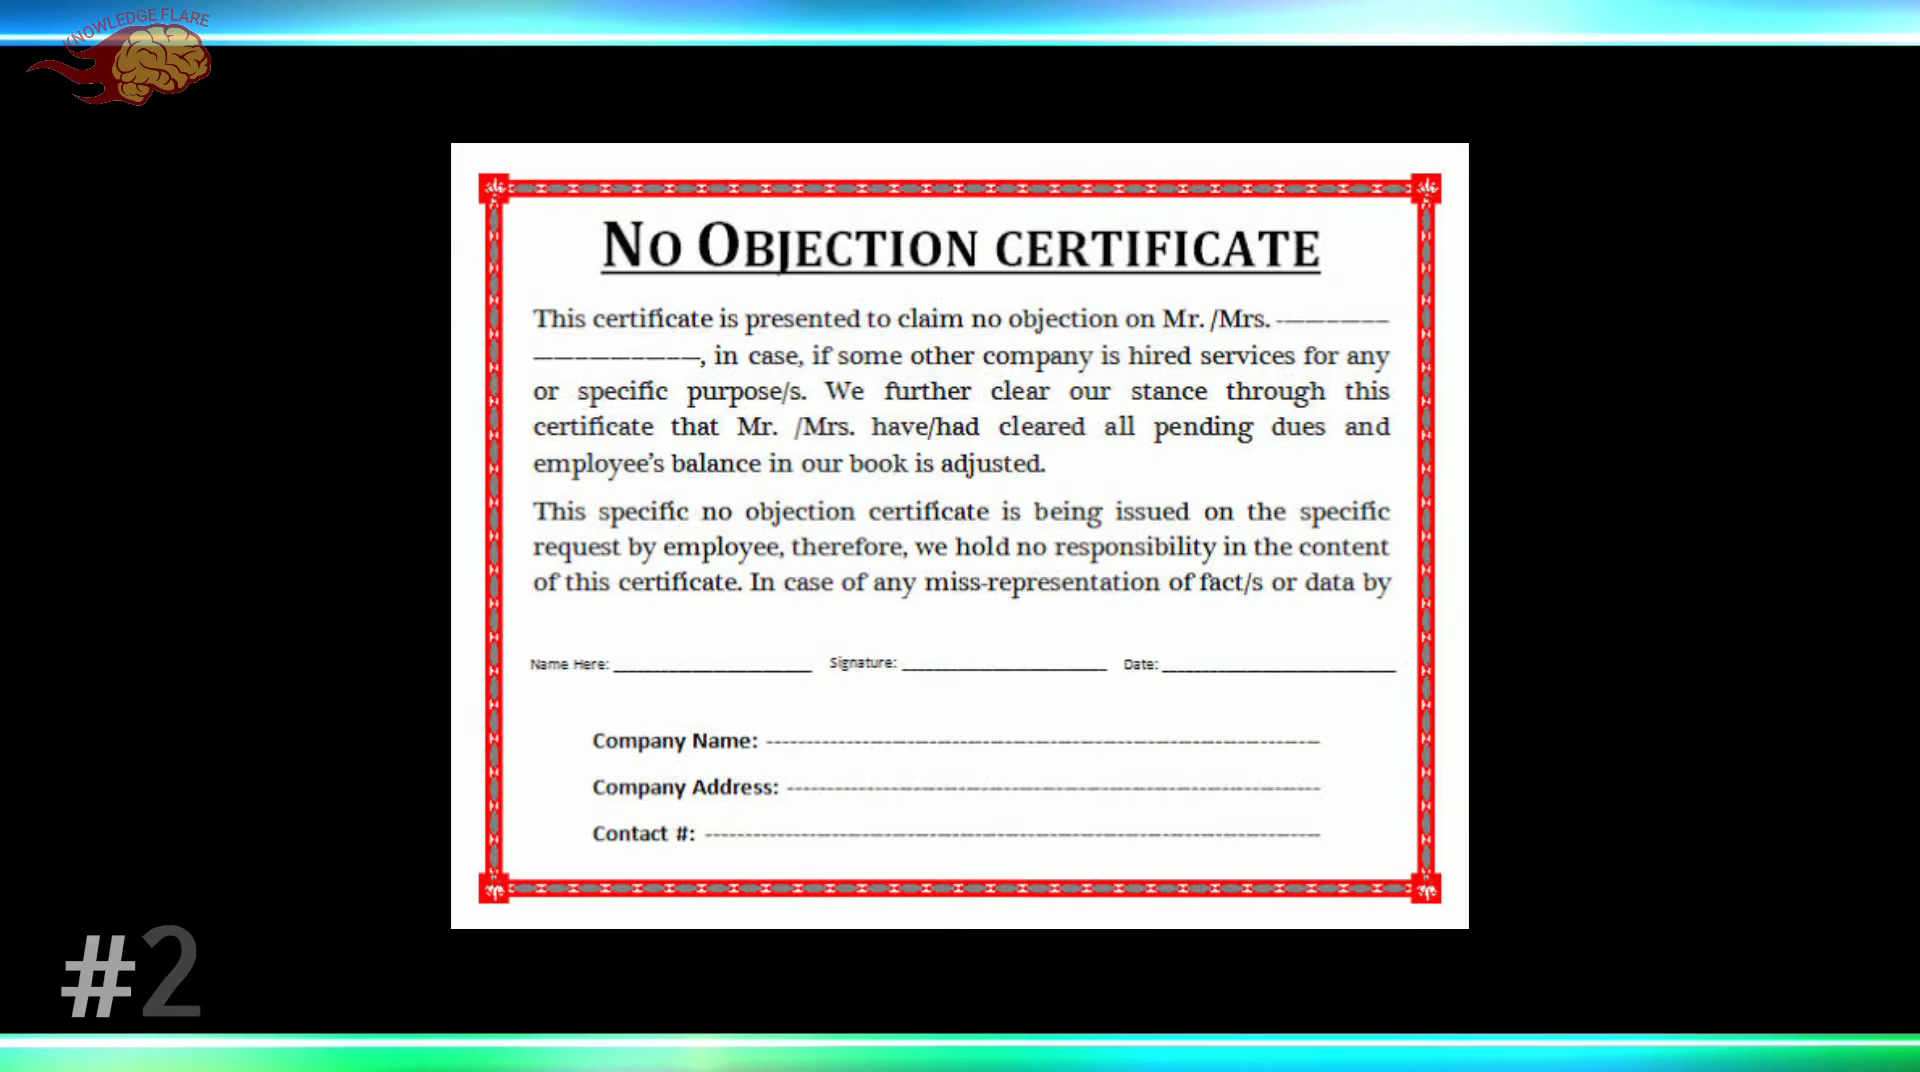 KNOWLEDGE FLARE
NO OBJECTION CERTIFICATE
This certificate is presented to claim no objection on Mr. /Mrs. ----------
----------------, in case, if some other company is hired services for any
or specific purpose/s. We further clear our stance through this
certificate that Mr. /Mrs. have/had cleared all pending dues and
employee's balance in our book is adjusted.
This specific no objection certificate is being issued on the specific
request by employee, therefore, we hold no responsibility in the content
of this certificate. In case of any miss-representation of fact/s or data by
Name Here: ____________________ Signature: ____________________ Date: ____________________
Company Name: ----------------------------------------
Company Address: ----------------------------------------
Contact #: ----------------------------------------
#2